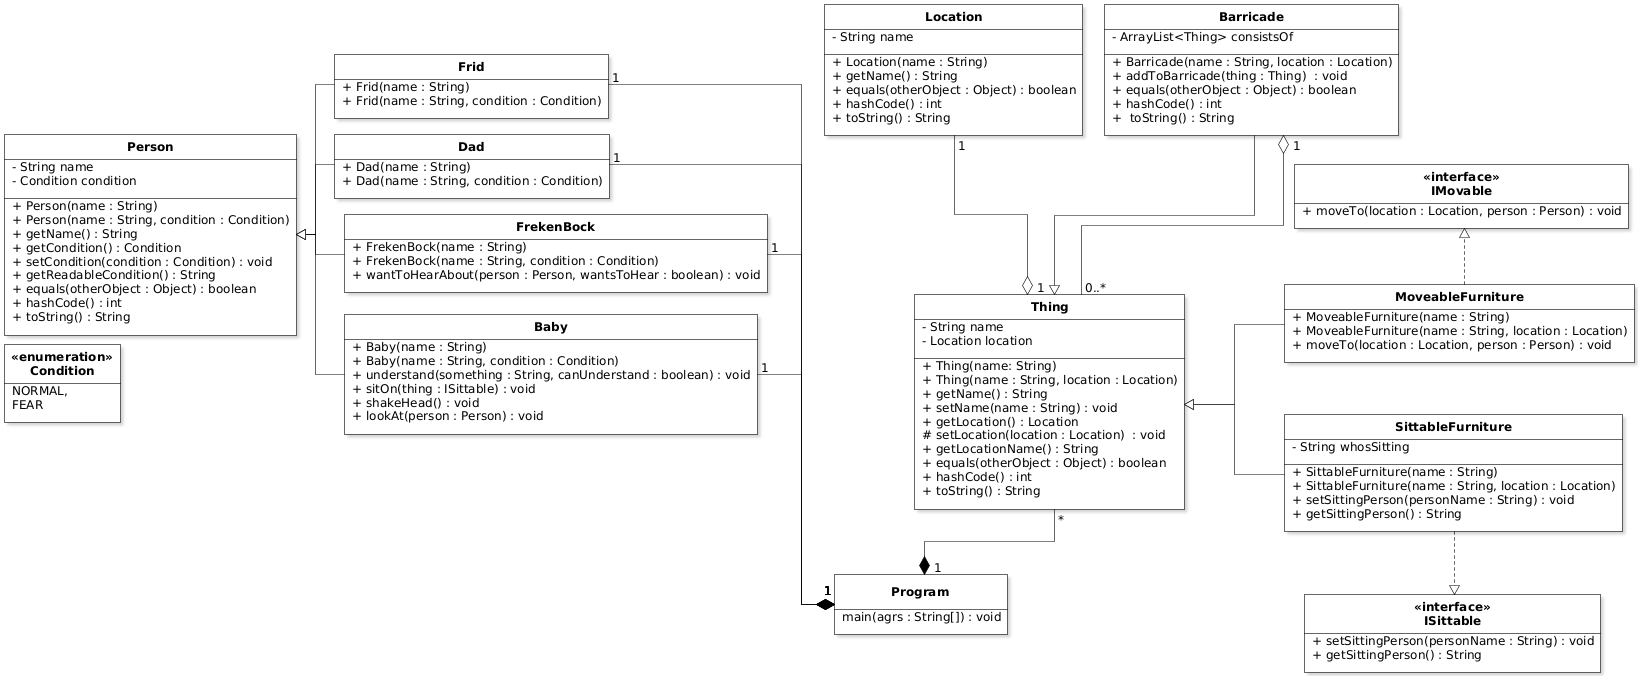 Location
- String name
+ Location(name : String)
+ getName() : String
+ equals(otherObject : Object) : boolean
+ hashCode() : int
+ toString() : String
1
Barricade
- ArrayList<Thing> consistsOf
+ Barricade(name : String, location : Location)
+ addToBarricade(thing : Thing)  : void
+ equals(otherObject : Object) : boolean
+ hashCode() : int
+  toString() : String
1
Frid
+ Frid(name : String)
+ Frid(name : String, condition : Condition)
1
Dad
+ Dad(name : String)
+ Dad(name : String, condition : Condition)
1
Person
- String name
- Condition condition
+ Person(name : String)
+ Person(name : String, condition : Condition)
+ getName() : String
+ getCondition() : Condition
+ setCondition(condition : Condition) : void
+ getReadableCondition() : String
+ equals(otherObject : Object) : boolean
+ hashCode() : int
+ toString() : String
FrekenBock
+ FrekenBock(name : String)
+ FrekenBock(name : String, condition : Condition)
+ wantToHearAbout(person : Person, wantsToHear : boolean) : void
1
Baby
+ Baby(name : String)
+ Baby(name : String, condition : Condition)
+ understand(something : String, canUnderstand : boolean) : void
+ sitOn(thing : ISittable) : void
+ shakeHead() : void
+ lookAt(person : Person) : void
1
«enumeration»
Condition
NORMAL,
FEAR
«interface»
IMovable
+ moveTo(location : Location, person : Person) : void
1
0..*
Thing
- String name
- Location location
+ Thing(name: String)
+ Thing(name : String, location : Location)
+ getName() : String
+ setName(name : String) : void
+ getLocation() : Location
# setLocation(location : Location)  : void
+ getLocationName() : String
+ equals(otherObject : Object) : boolean
+ hashCode() : int
+ toString() : String
*
MoveableFurniture
+ MoveableFurniture(name : String)
+ MoveableFurniture(name : String, location : Location)
+ moveTo(location : Location, person : Person) : void
SittableFurniture
- String whosSitting
+ SittableFurniture(name : String)
+ SittableFurniture(name : String, location : Location)
+ setSittingPerson(personName : String) : void
+ getSittingPerson() : String
1
1
Program
main(agrs : String[]) : void
«interface»
ISittable
+ setSittingPerson(personName : String) : void
+ getSittingPerson() : String